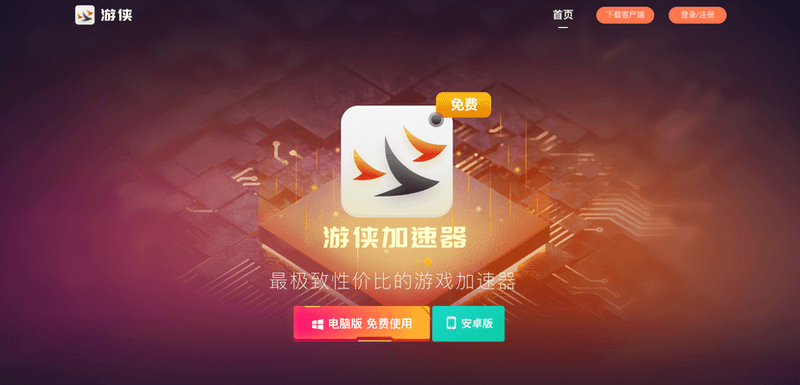 游侠
首页
下载客户端
登录/注册
免费
游侠加速器
最极致性价比的游戏加速器
电脑版 免费使用
安卓版